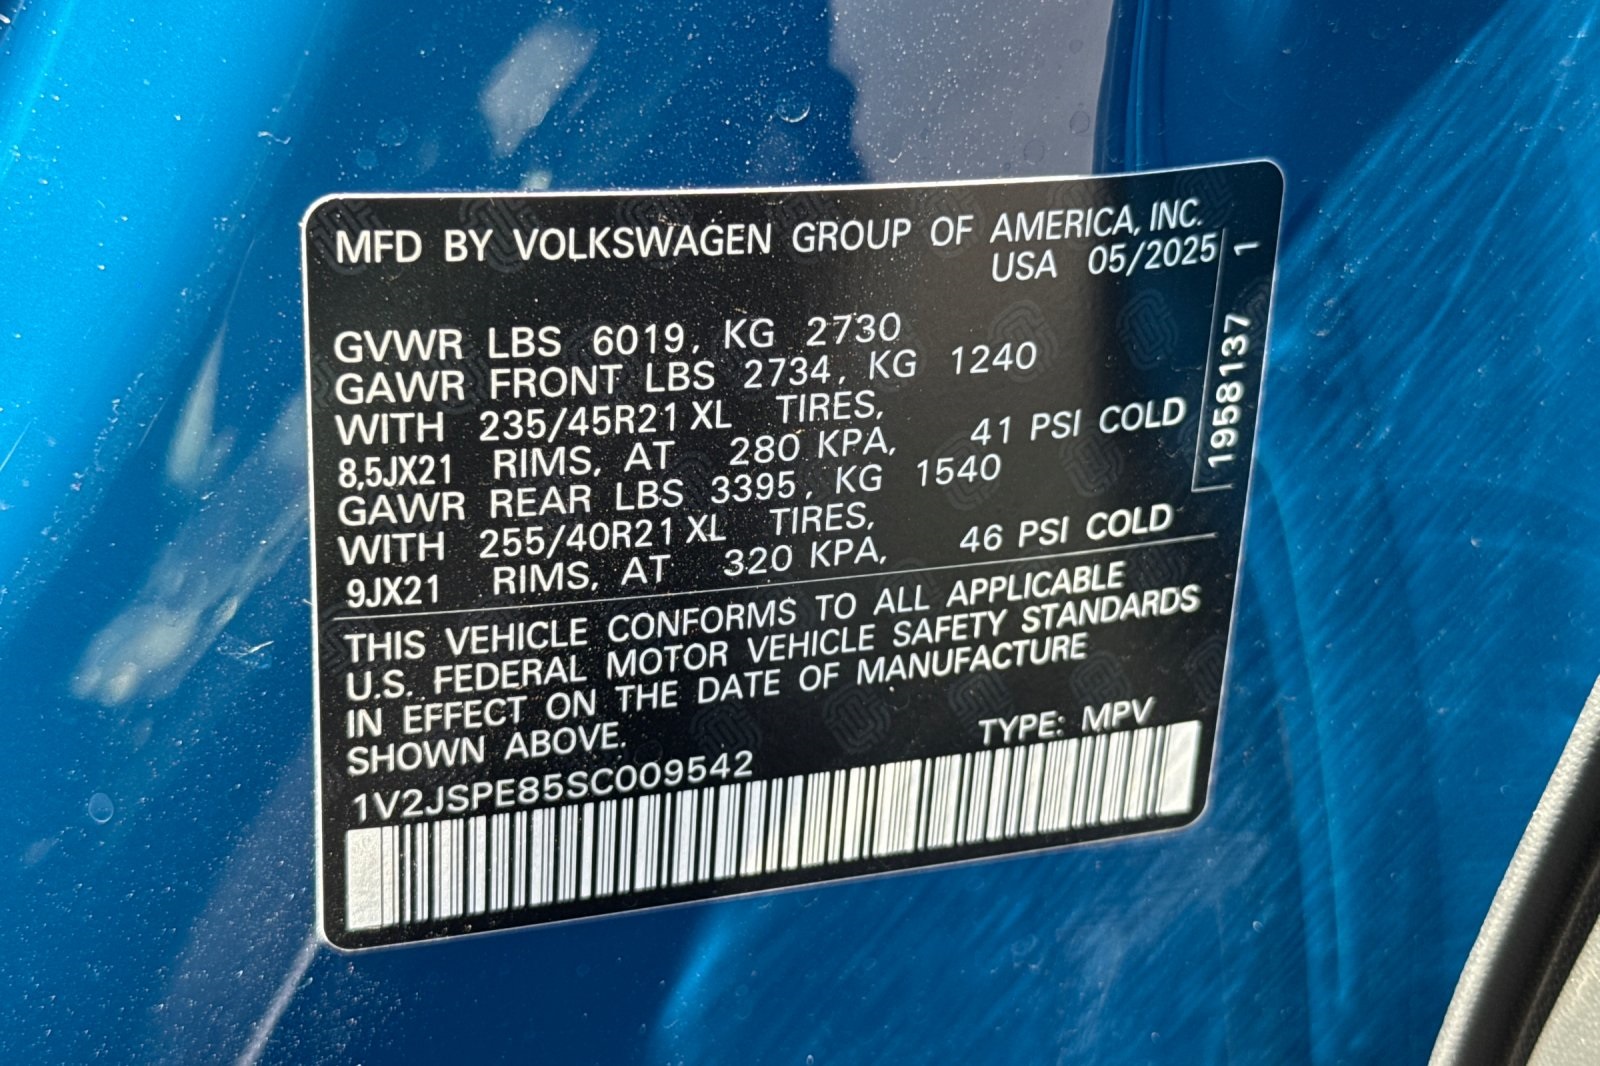 MFD BY VOLKSWAGEN GROUP OF AMERICA, INC.
USA 05/2025
GVWR LBS 6019, KG 2730
GAWR FRONT LBS 2734, KG 1240
WITH 235/45R21 XL TIRES,
8,5JX21 RIMS, AT 280 KPA, 41 PSI COLD
GAWR REAR LBS 3395, KG 1540
WITH 255/40R21 XL TIRES,
9JX21 RIMS, AT 320 KPA, 46 PSI COLD
THIS VEHICLE CONFORMS TO ALL APPLICABLE
U.S. FEDERAL MOTOR VEHICLE SAFETY STANDARDS
IN EFFECT ON THE DATE OF MANUFACTURE
SHOWN ABOVE.
TYPE: MPV
1V2JSPE85SC009542
1958137 1